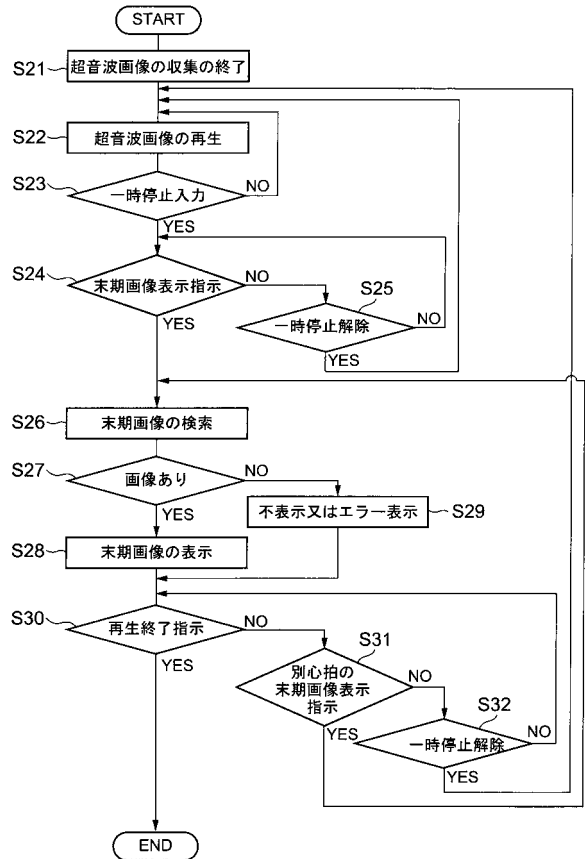 START
S21
超音波画像の収集の終了
S22
超音波画像の再生
S23
一時停止入力
NO
YES
S24
末期画像表示指示
NO
YES
S25
一時停止解除
NO
YES
S26
末期画像の検索
S27
画像あり
NO
YES
S28
末期画像の表示
不表示又はエラー表示
S29
S30
再生終了指示
NO
YES
S31
別心拍の
末期画像表示
指示
NO
YES
S32
一時停止解除
NO
YES
END